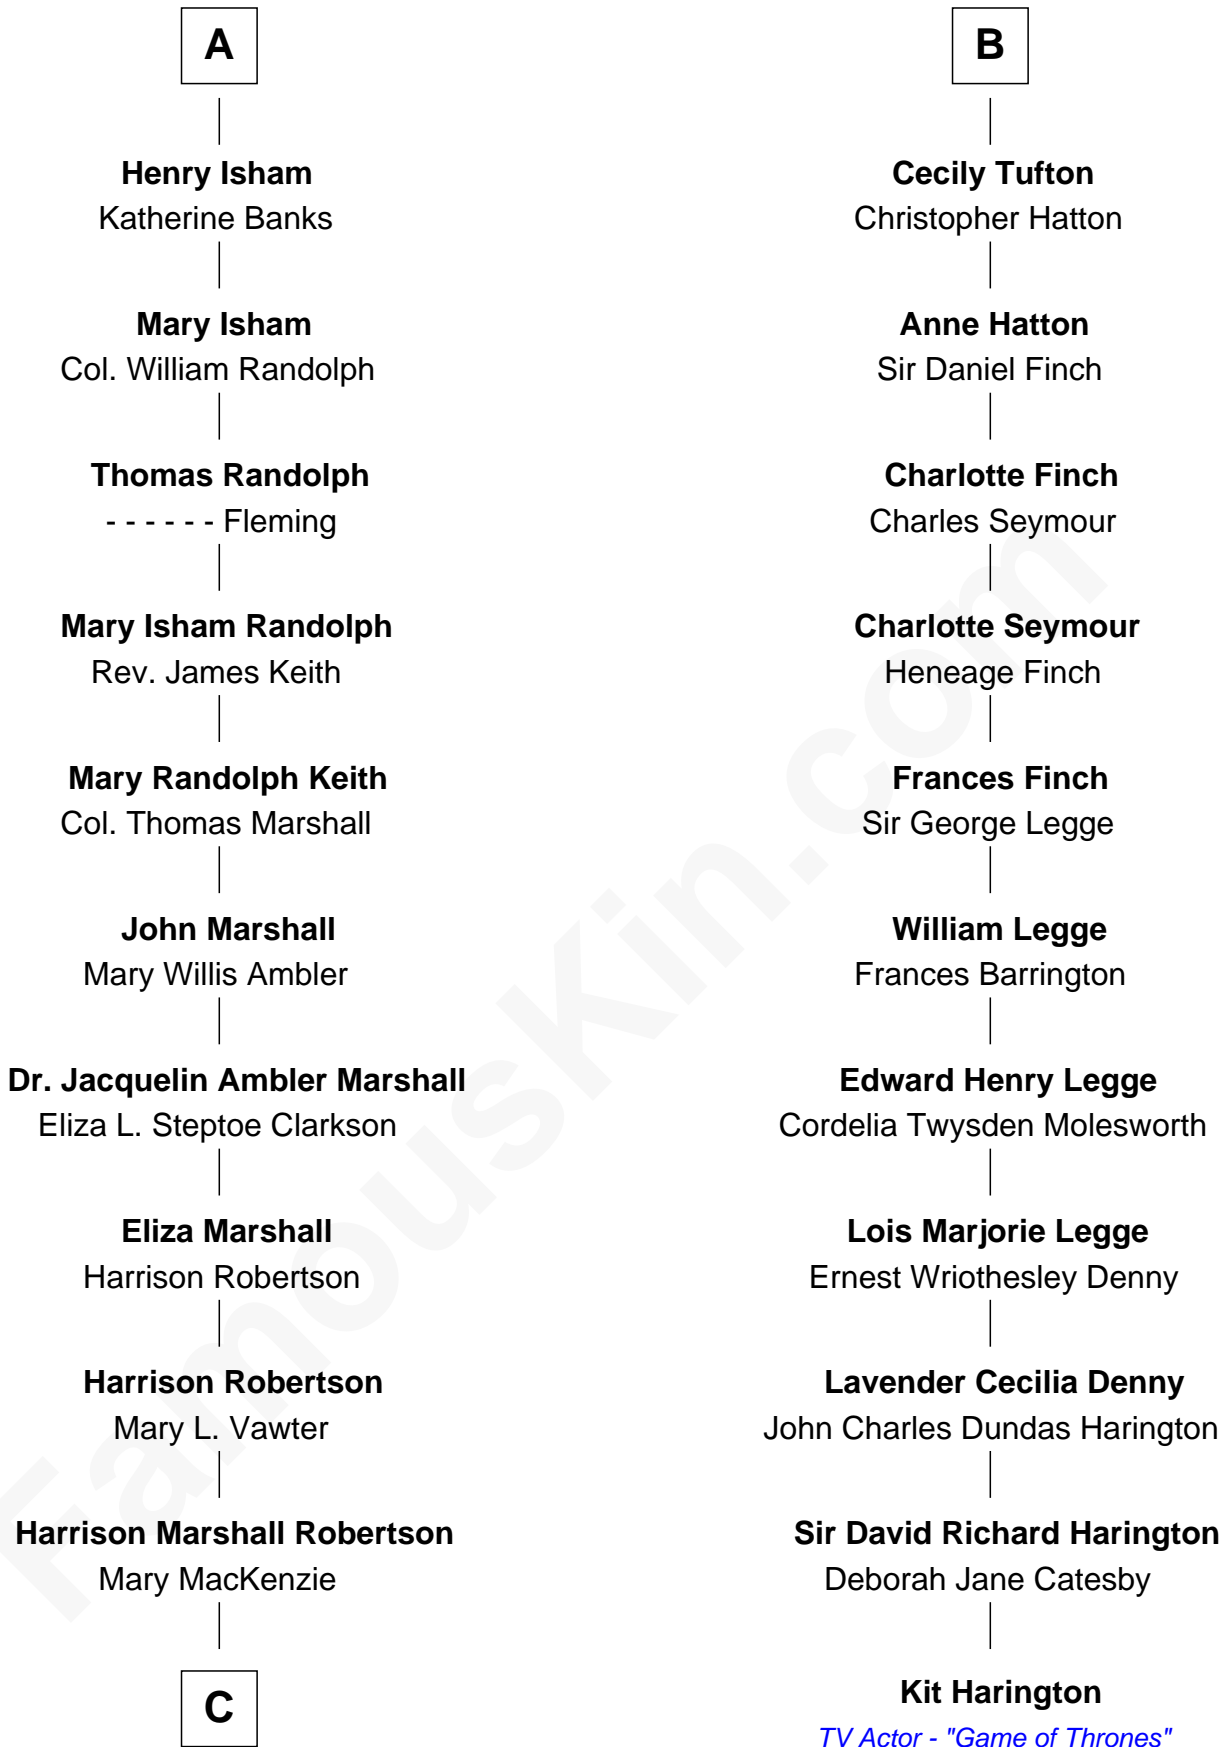 A
Henry Isham
Katherine Banks
Mary Isham
Col. William Randolph
Thomas Randolph
- - - - - - Fleming
Mary Isham Randolph
Rev. James Keith
Mary Randolph Keith
Col. Thomas Marshall
John Marshall
Mary Willis Ambler
Dr. Jacquelin Ambler Marshall
Eliza L. Steptoe Clarkson
Eliza Marshall
Harrison Robertson
Harrison Robertson
Mary L. Vawter
Harrison Marshall Robertson
Mary MacKenzie
C
B
Cecily Tufton
Christopher Hatton
Anne Hatton
Sir Daniel Finch
Charlotte Finch
Charles Seymour
Charlotte Seymour
Heneage Finch
Frances Finch
Sir George Legge
William Legge
Frances Barrington
Edward Henry Legge
Cordelia Twysden Molesworth
Lois Marjorie Legge
Ernest Wriothesley Denny
Lavender Cecilia Denny
John Charles Dundas Harington
Sir David Richard Harington
Deborah Jane Catesby
Kit Harington
TV Actor - "Game of Thrones"
FamousKin.com